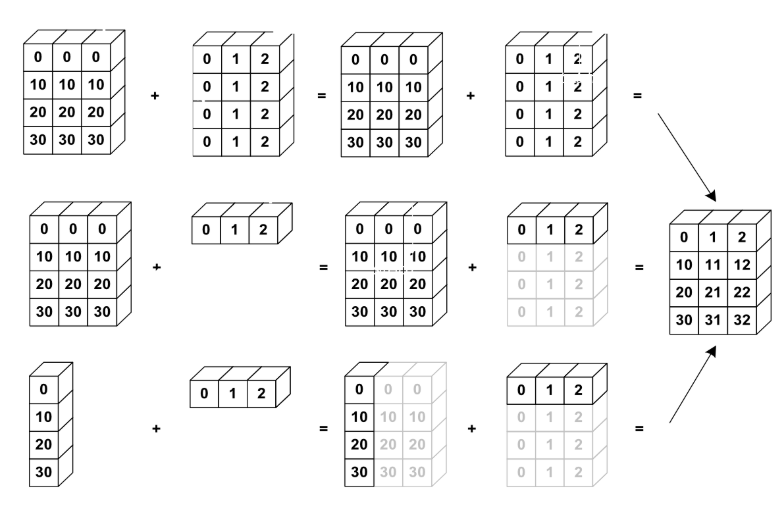 0 0 0 0 1 2 0 0 0 0 1 2
10 10 10 0 1 2 10 10 10 0 1 2
+ = + =
20 20 20 0 1 2 20 20 20 0 1 2
30 30 30 0 1 2 30 30 30 0 1 2
0 0 0 0 1 2 0 0 0 0 1 2
0 1 2
10 10 10 10 10 10 0 1 2
10 11 12
+ = + =
20 20 20 20 20 20 0 1 2
20 21 22
30 30 30 30 30 30 0 1 2
30 31 32
0 0 1 2 0 0 0 0 1 2
10 10 10 10 0 1 2
+ = + =
20 20 20 20 0 1 2
30 30 30 30 0 1 2